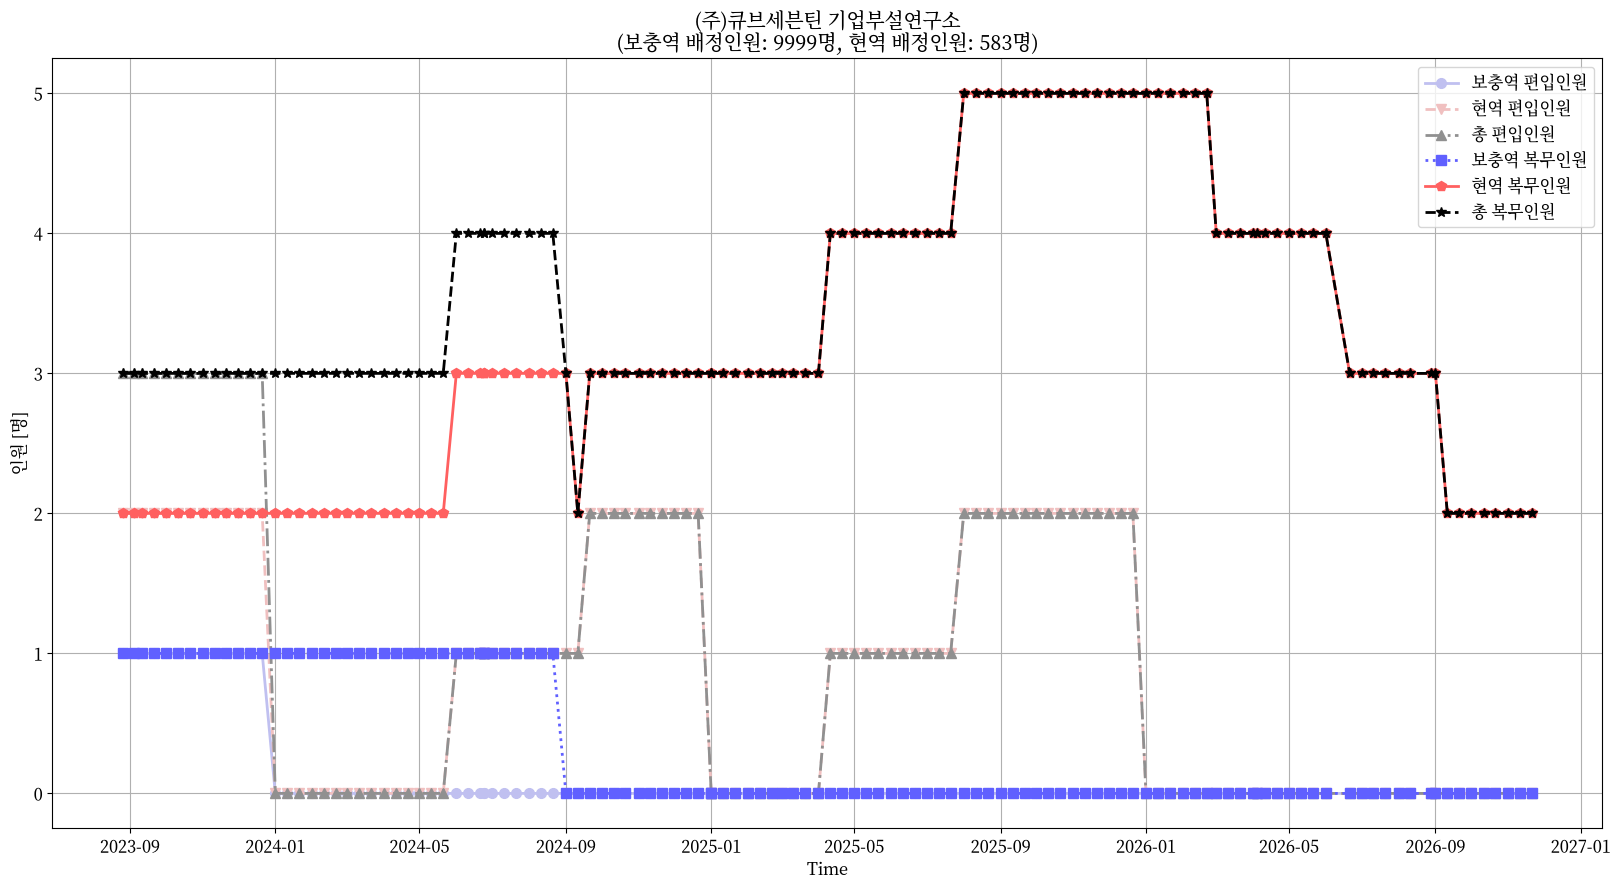 (주)큐브세븐틴 기업부설연구소
(보충역 배정인원: 9999명, 현역 배정인원: 583명)
보충역 편입인원
현역 편입인원
총 편입인원
보충역 복무인원
현역 복무인원
총 복무인원
인원 [명]
5
4
3
2
1
0
2023-09
2024-01
2024-05
2024-09
2025-01
2025-05
2025-09
2026-01
2026-05
2026-09
2027-01
Time